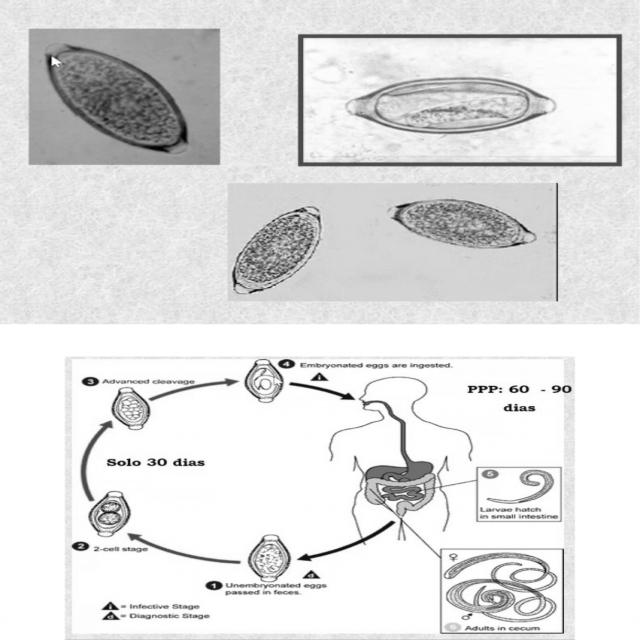 4 Embryonated eggs are ingested.
3 Advanced cleavage
i
PPP: 60 - 90
dias
Solo 30 dias
5
Larvae hatch
in small intestine
2 2-cell stage
d
1 Unembryonated eggs
passed in feces.
♀
i = Infective Stage
d = Diagnostic Stage
♂
6 Adults in cecum